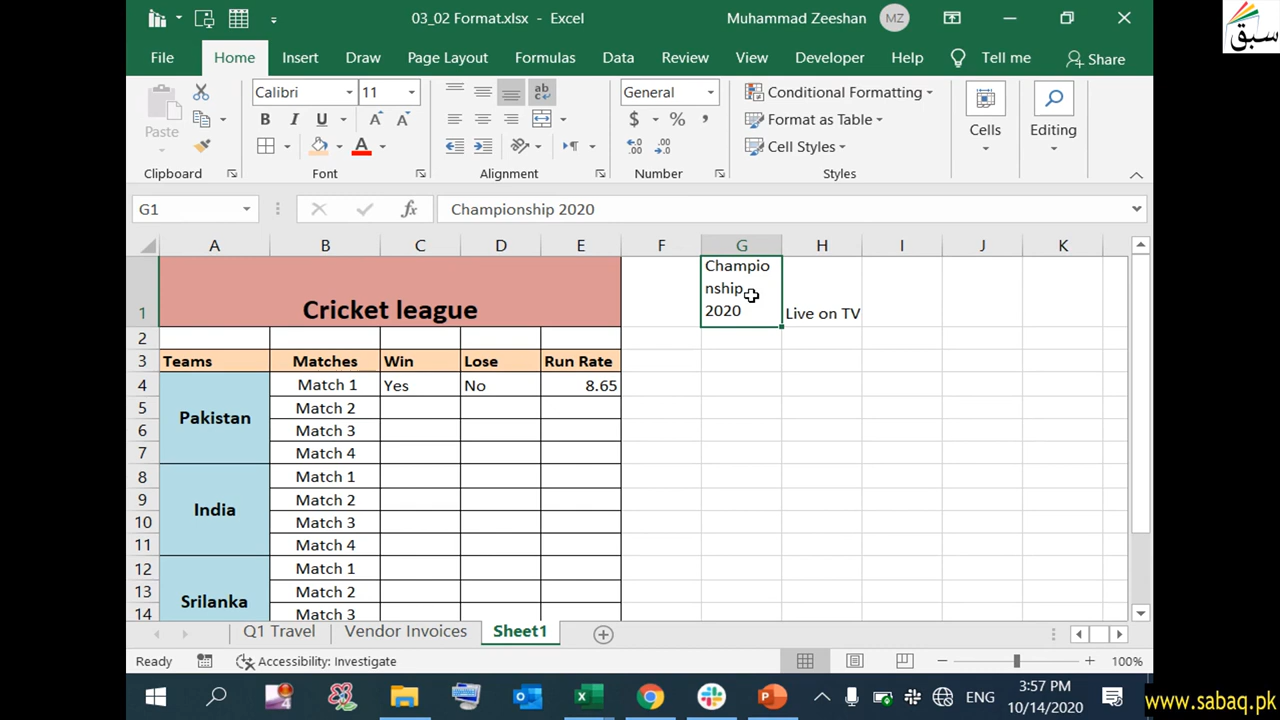 03_02 Format.xlsx - Excel
Muhammad Zeeshan
MZ
سبق
File Home Insert Draw Page Layout Formulas Data Review View Developer Help Tell me Share
Paste
Clipboard
Calibri 11
B I U A A
A
Font
ab
Alignment
General
$ % ,
Number
Conditional Formatting
Format as Table
Cell Styles
Styles
Cells
Editing
G1
fx
Championship 2020
A B C D E F G H I J K
1 Cricket league
Champio
nship
2020
Live on TV
2
3 Teams Matches Win Lose Run Rate
4 Match 1 Yes No 8.65
Pakistan
5 Match 2
6 Match 3
7 Match 4
8 Match 1
India
9 Match 2
10 Match 3
11 Match 4
12 Match 1
13 Match 2
Srilanka
14 Match 3
Q1 Travel Vendor Invoices Sheet1
Ready Accessibility: Investigate 100%
4
ENG
3:57 PM
10/14/2020
www.sabaq.pk